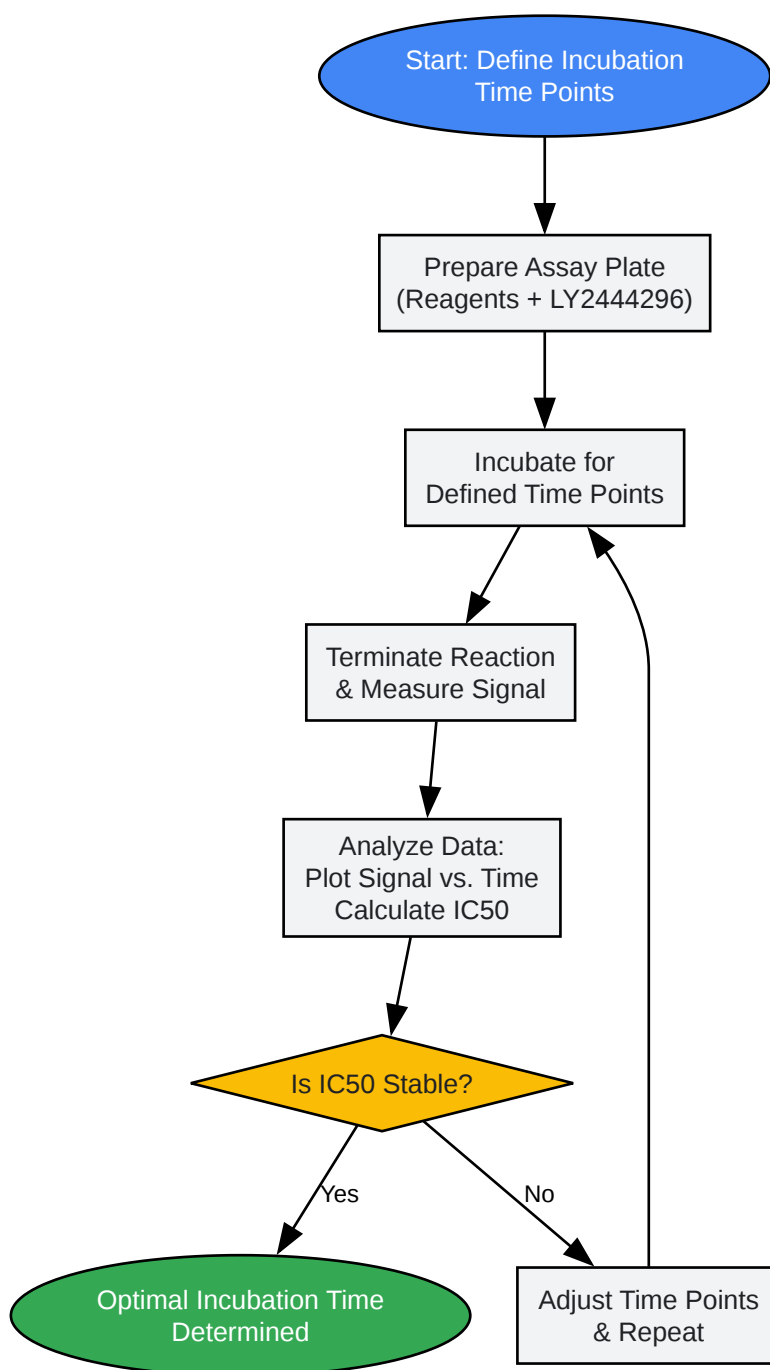 Start: Define Incubation
Time Points
Prepare Assay Plate
(Reagents + LY2444296)
Incubate for
Defined Time Points
Terminate Reaction
& Measure Signal
Analyze Data:
Plot Signal vs. Time
Calculate IC50
Is IC50 Stable?
Yes
No
Optimal Incubation Time
Determined
Adjust Time Points
& Repeat